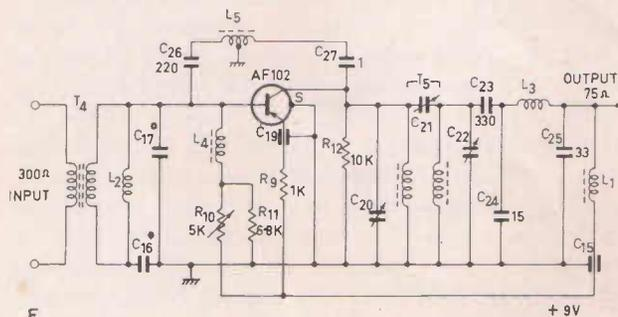 L5
C26
220
C27
1
AF102
S
T4
T5
C23
330
L3
OUTPUT
75Ω
C17
C19
R12
10K
C21
C22
C25
33
L4
L2
300Ω
INPUT
R9
1K
L1
R10
5K
R11
6·8K
C20
C24
15
C16
C15
+ 9V